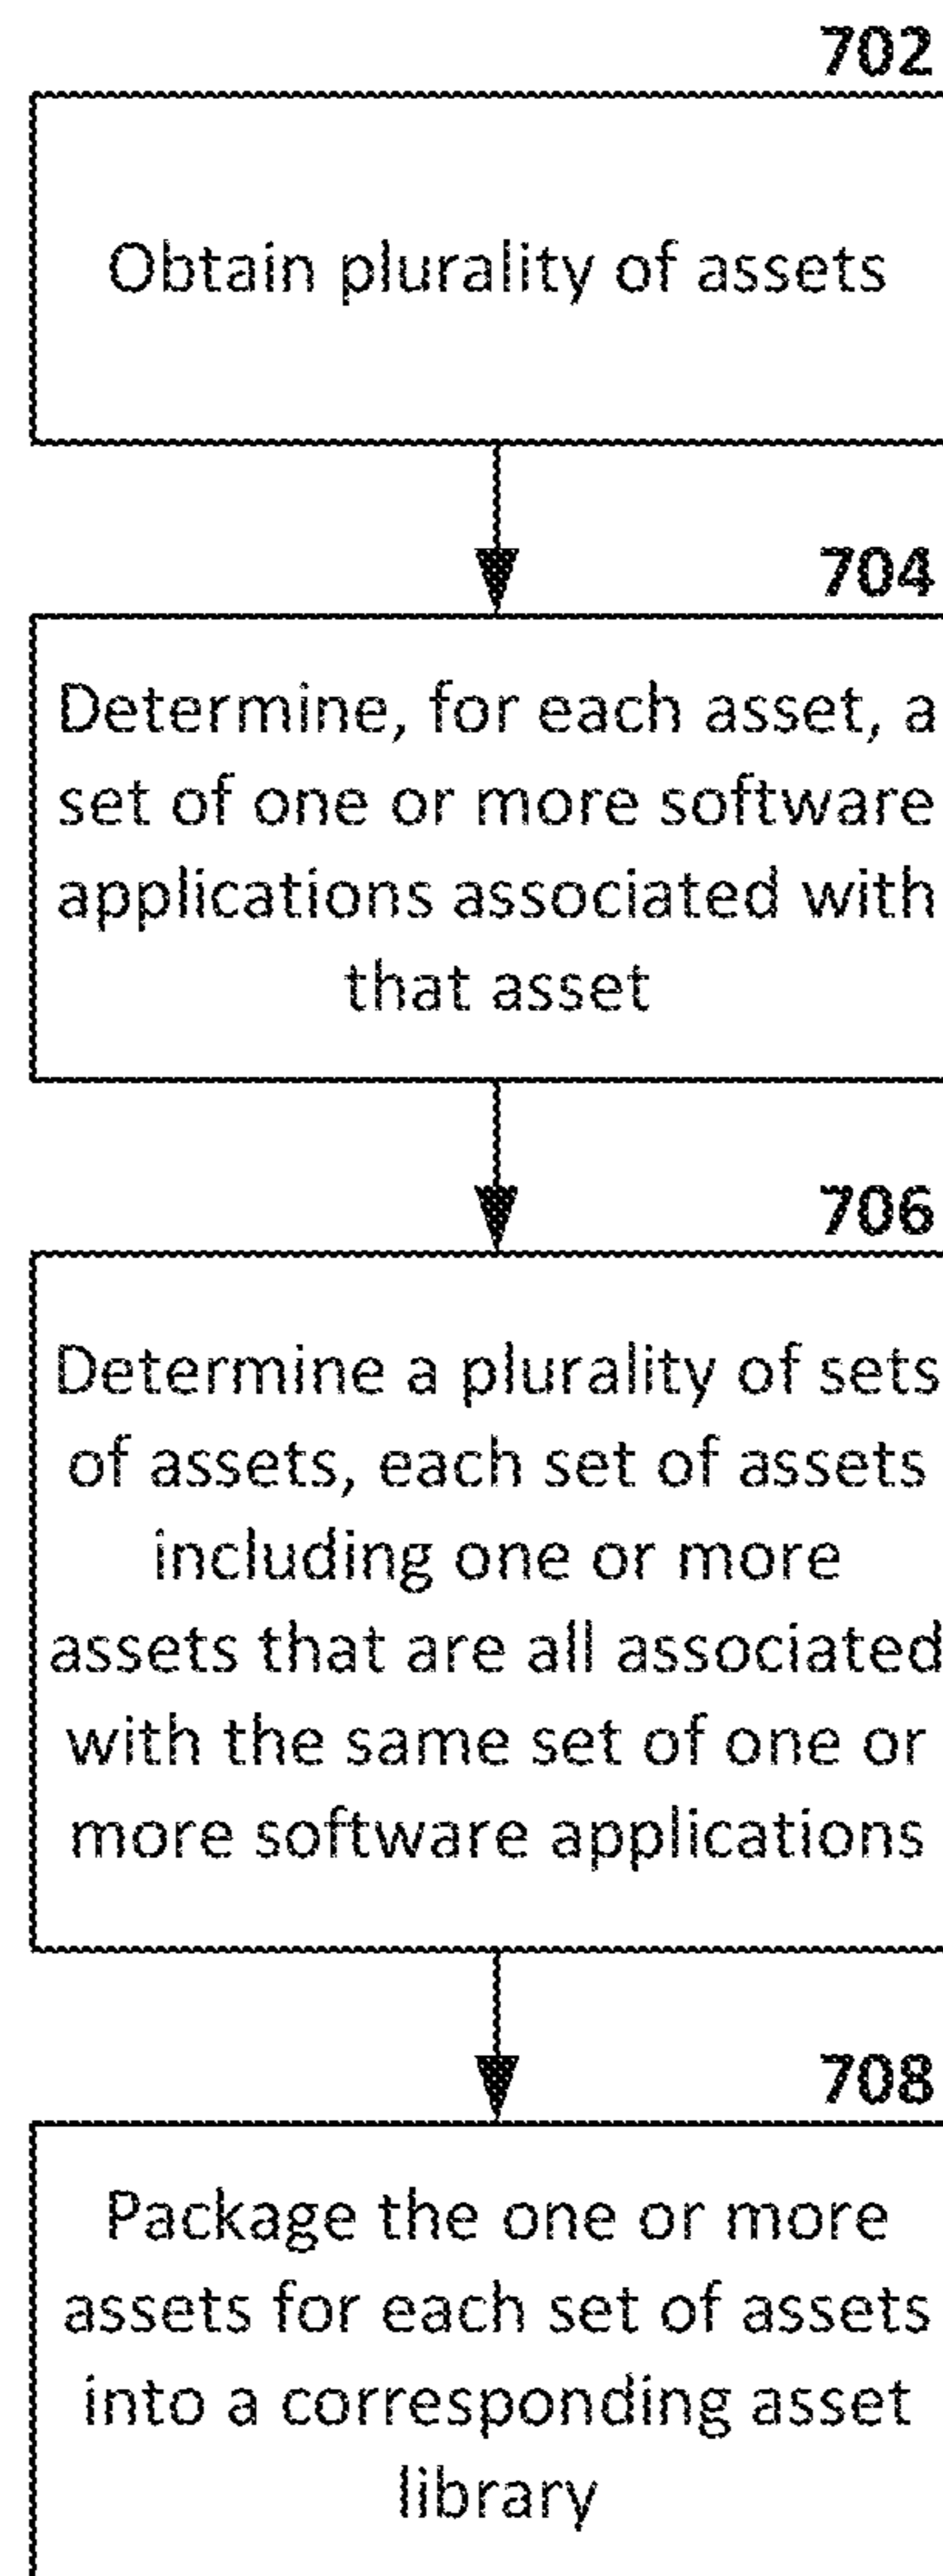 702
Obtain plurality of assets
704
Determine, for each asset, a
set of one or more software
applications associated with
that asset
706
Determine a plurality of sets
of assets, each set of assets
including one or more
assets that are all associated
with the same set of one or
more software applications
708
Package the one or more
assets for each set of assets
into a corresponding asset
library